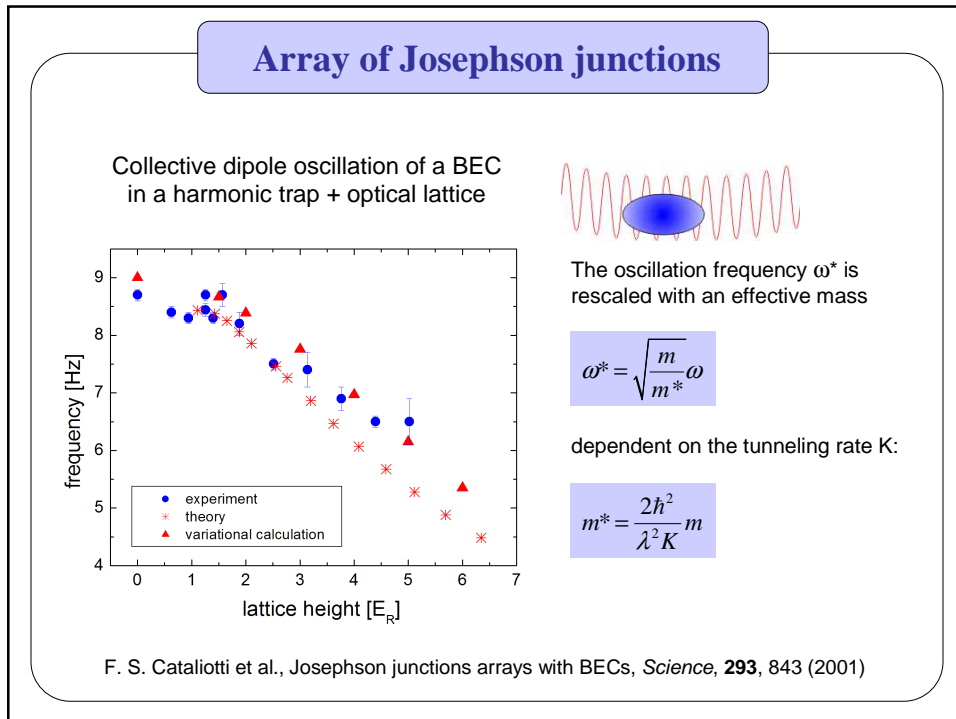 Array of Josephson junctions
Collective dipole oscillation of a BEC
in a harmonic trap + optical lattice
9
8
7
6
5
4
frequency [Hz]
experiment
theory
variational calculation
0 1 2 3 4 5 6 7
lattice height [E_R]
The oscillation frequency ω* is
rescaled with an effective mass
ω* = √(m/m*) ω
dependent on the tunneling rate K:
m* = (2ħ²/λ²K) m
F. S. Cataliotti et al., Josephson junctions arrays with BECs, Science, 293, 843 (2001)